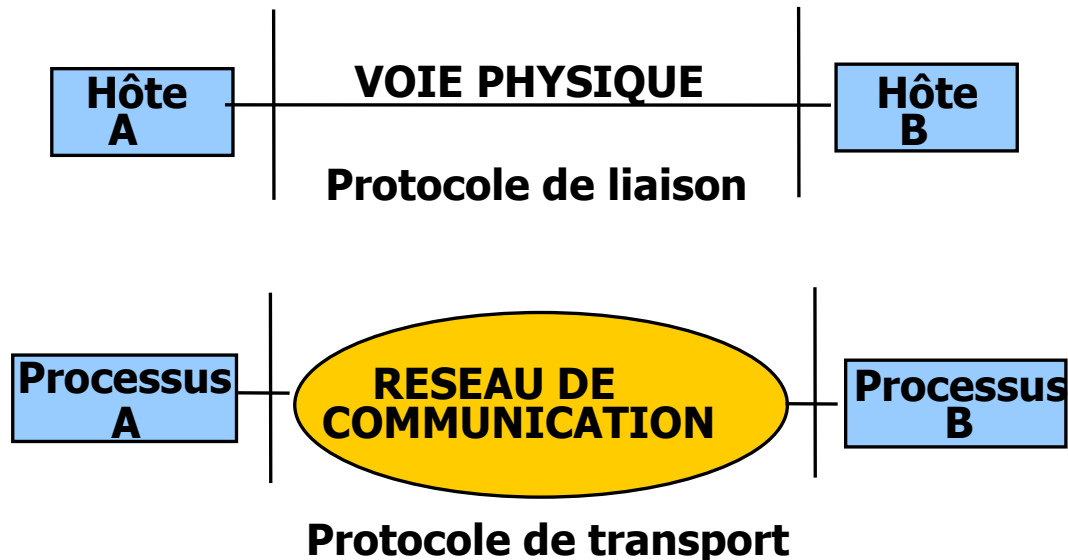 Hôte
A
VOIE PHYSIQUE
Hôte
B
Protocole de liaison
Processus
A
RESEAU DE
COMMUNICATION
Processus
B
Protocole de transport